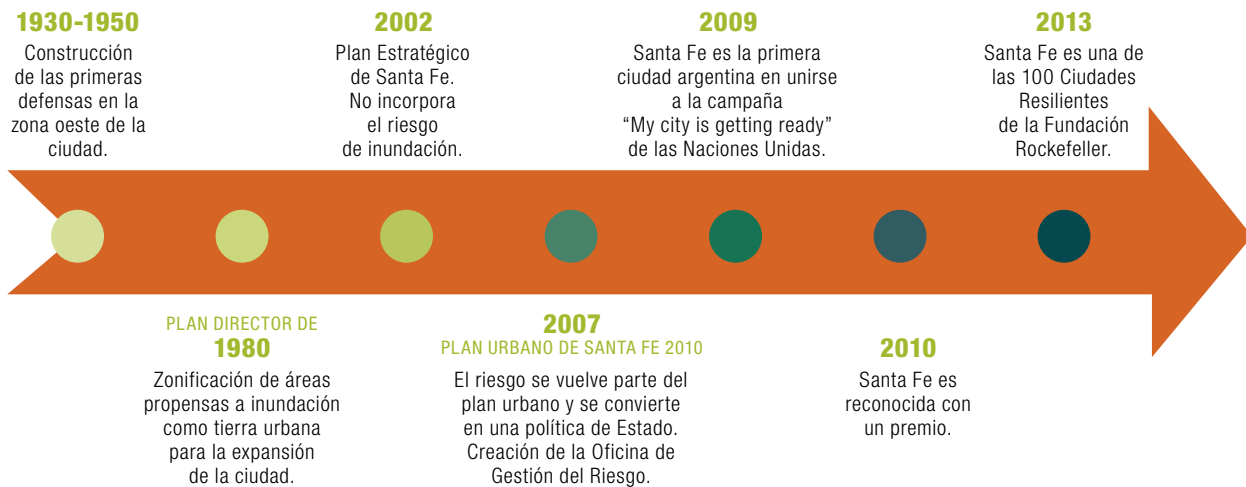 1930-1950
Construcción
de las primeras
defensas en la
zona oeste de la
ciudad.
2002
Plan Estratégico
de Santa Fe.
No incorpora
el riesgo
de inundación.
2009
Santa Fe es la primera
ciudad argentina en unirse
a la campaña
“My city is getting ready”
de las Naciones Unidas.
2013
Santa Fe es una de
las 100 Ciudades
Resilientes
de la Fundación
Rockefeller.
PLAN DIRECTOR DE
1980
Zonificación de áreas
propensas a inundación
como tierra urbana
para la expansión
de la ciudad.
2007
PLAN URBANO DE SANTA FE 2010
El riesgo se vuelve parte del
plan urbano y se convierte
en una política de Estado.
Creación de la Oficina de
Gestión del Riesgo.
2010
Santa Fe es
reconocida con
un premio.